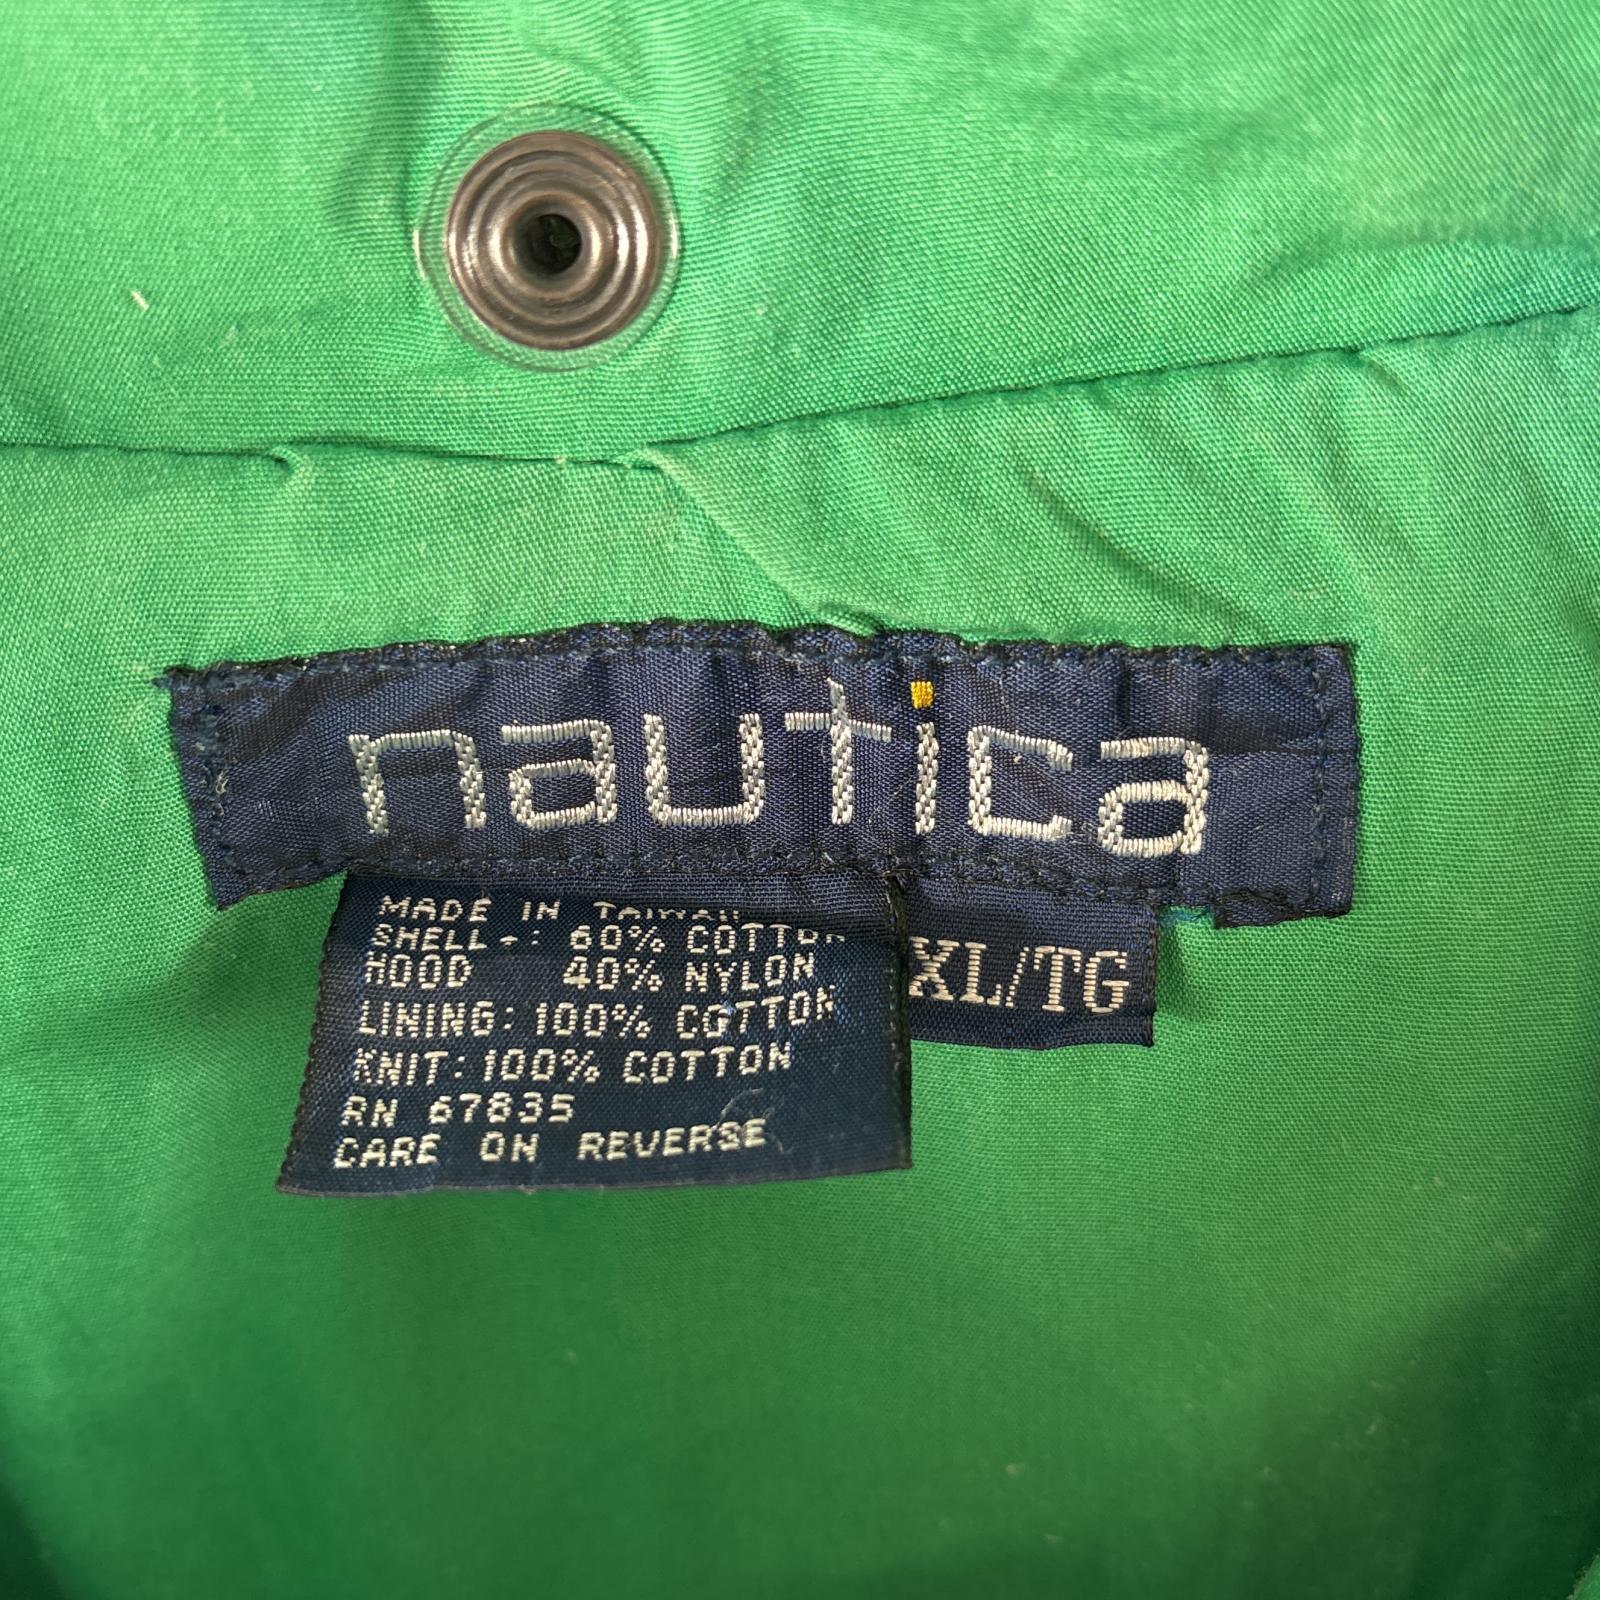 nautica
MADE IN TAIWAN
SHELL-: 60% COTTON
HOOD 40% NYLON
LINING: 100% COTTON
KNIT: 100% COTTON
RN 67835
CARE ON REVERSE
XL/TG